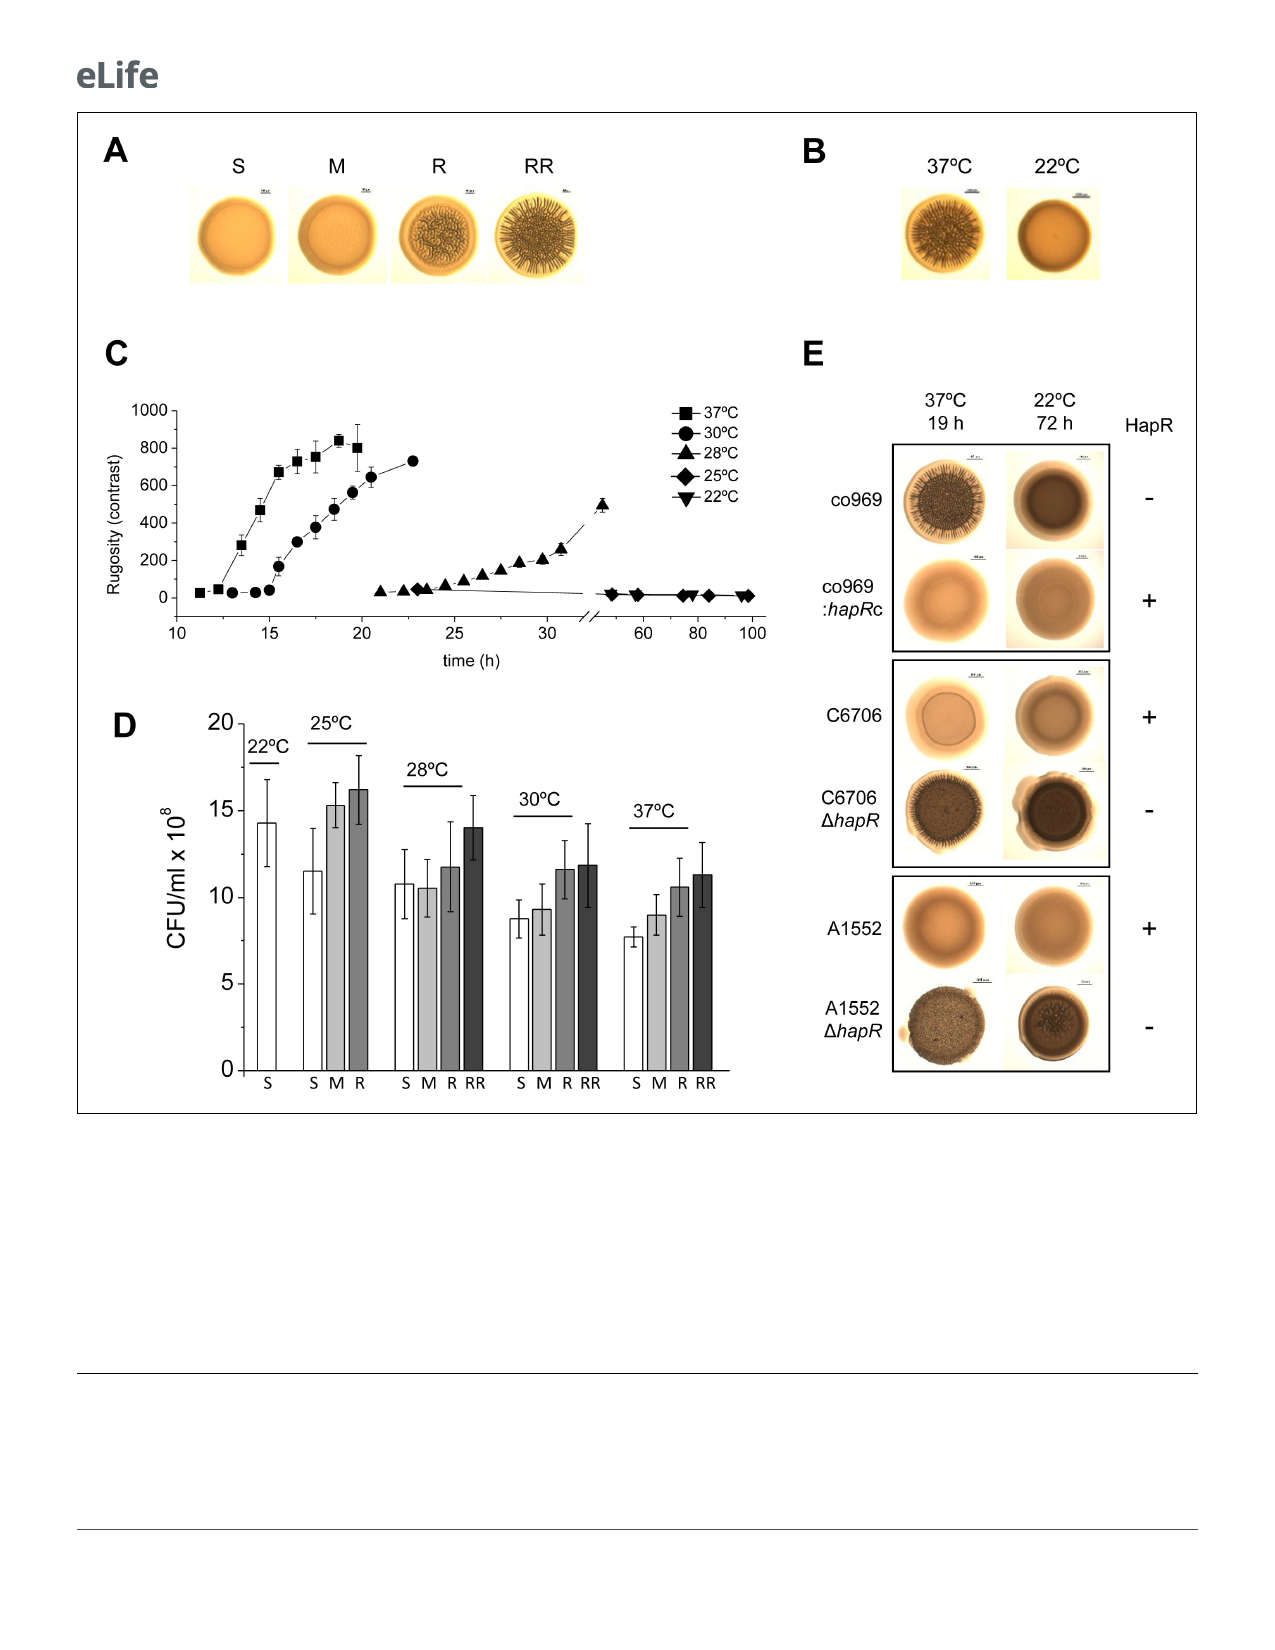 eLife
A
S M R RR
B
37ºC 22ºC
C
Rugosity (contrast)
1000
800
600
400
200
0
37ºC
30ºC
28ºC
25ºC
22ºC
10 15 20 25 30 60 80 100
time (h)
D
CFU/ml x 10⁸
20
15
10
5
0
22ºC
25ºC
28ºC
30ºC
37ºC
S S M R S M R RR S M R RR S M R RR
E
37ºC 22ºC
19 h 72 h HapR
co969 -
co969
:hapRc +
C6706 +
C6706
ΔhapR -
A1552 +
A1552
ΔhapR -